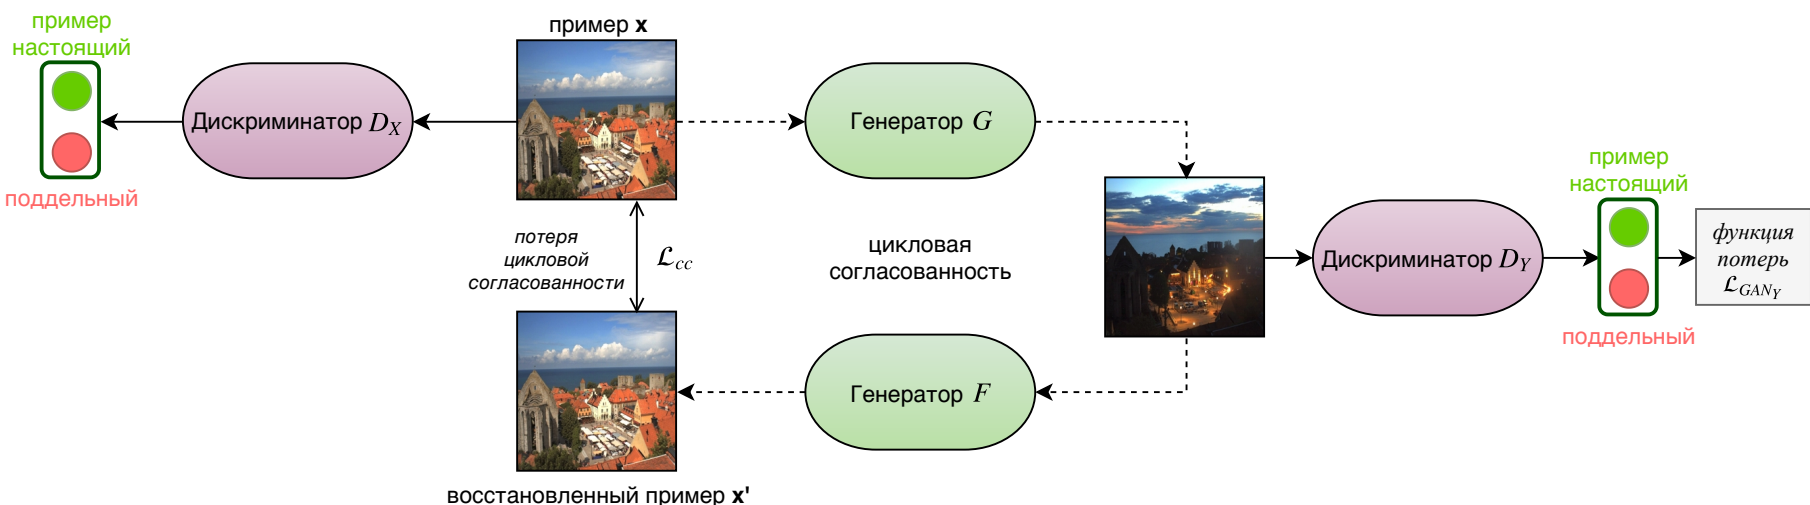 пример
настоящий
поддельный
Дискриминатор D_X
пример x
Генератор G
потеря
цикловой
согласованности
ℒ_cc
цикловая
согласованность
Дискриминатор D_Y
пример
настоящий
поддельный
функция
потерь
ℒ_GAN_Y
Генератор F
восстановленный пример x'